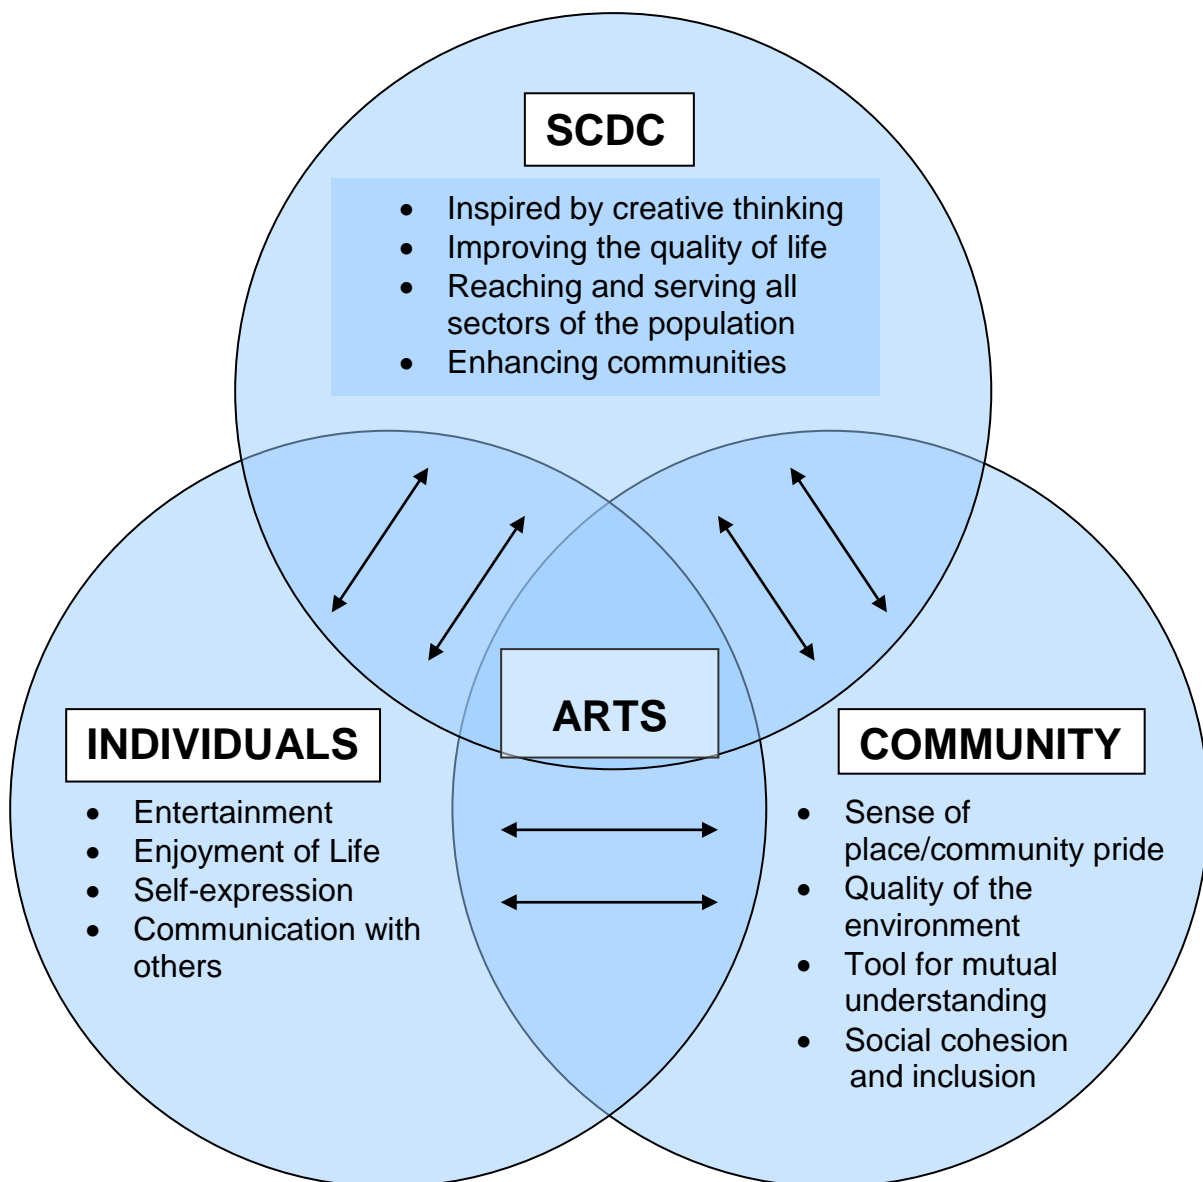 SCDC
• Inspired by creative thinking
• Improving the quality of life
• Reaching and serving all
sectors of the population
• Enhancing communities
ARTS
INDIVIDUALS
• Entertainment
• Enjoyment of Life
• Self-expression
• Communication with
others
COMMUNITY
• Sense of
place/community pride
• Quality of the
environment
• Tool for mutual
understanding
• Social cohesion
and inclusion